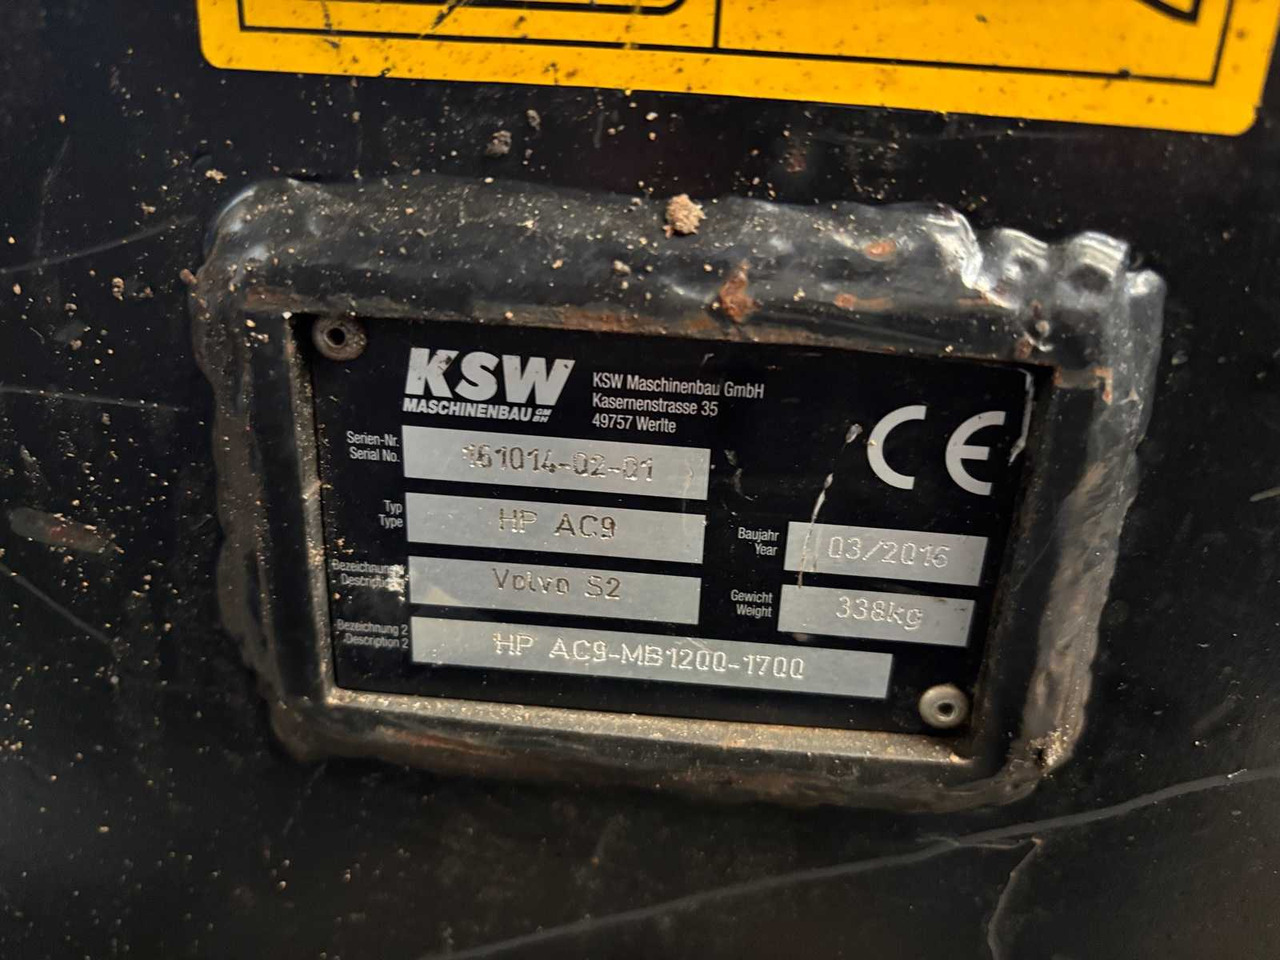 KSW
MASCHINENBAU GM BH
KSW Maschinenbau GmbH
Kasernenstrasse 35
49757 Werlte
CE
Serien-Nr.
Serial No.
161014-02-01
Typ
Type
HP AC9
Baujahr
Year
03/2016
Bezeichnung
Description
Volvo S2
Gewicht
Weight
338kg
Bezeichnung 2
Description 2
HP AC9-MB1200-1700